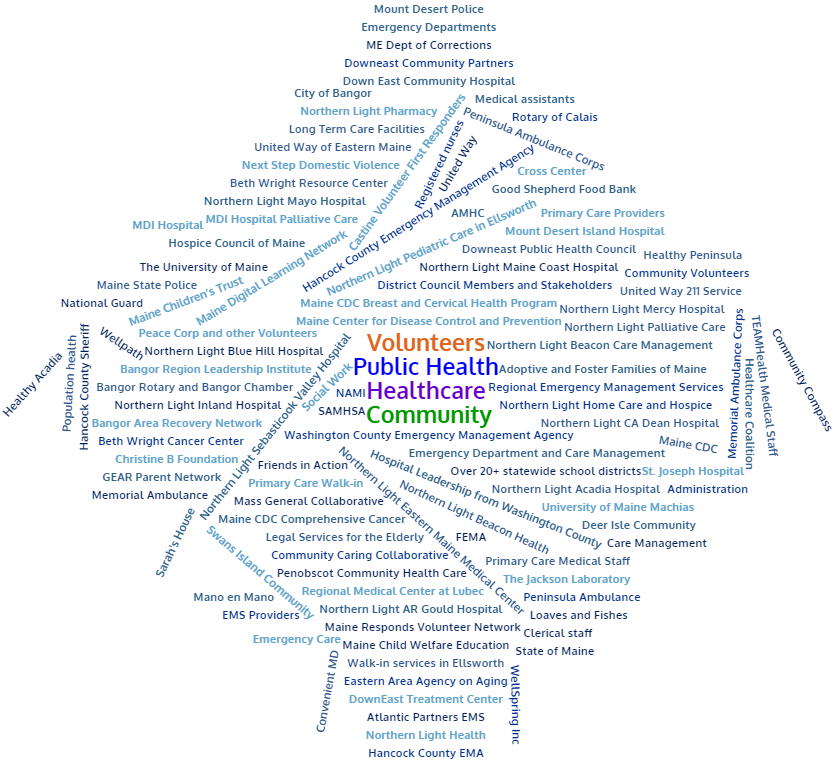 Mount Desert Police
Emergency Departments
ME Dept of Corrections
Downeast Community Partners
Down East Community Hospital
City of Bangor
Medical assistants
Northern Light Pharmacy
Castine Volunteer First Responders
Peninsula Ambulance Corps
Rotary of Calais
Long Term Care Facilities
Registered nurses
United Way
United Way of Eastern Maine
Hancock County Emergency Management Agency
Next Step Domestic Violence
Cross Center
Beth Wright Resource Center
Good Shepherd Food Bank
Northern Light Mayo Hospital
MDI Hospital
MDI Hospital Palliative Care
AMHC
Primary Care Providers
Northern Light Pediatric Care in Ellsworth
Mount Desert Island Hospital
Hospice Council of Maine
Maine Digital Learning Network
Downeast Public Health Council
Healthy Peninsula
The University of Maine
Northern Light Maine Coast Hospital
Community Volunteers
Maine State Police
Maine Children's Trust
District Council Members and Stakeholders
United Way 211 Service
National Guard
Maine CDC Breast and Cervical Health Program
Northern Light Mercy Hospital
Maine Center for Disease Control and Prevention
Northern Light Palliative Care
Peace Corp and other Volunteers
Wellpath
Hancock County Sheriff
Population health
Healthy Acadia
Volunteers
Northern Light Beacon Care Management
Northern Light Blue Hill Hospital
Northern Light Sebasticook Valley Hospital
Memorial Ambulance Corps
Healthcare Coalition
TEAMHealth Medical Staff
Community Compass
Bangor Region Leadership Institute
Social Work
Public Health
Adoptive and Foster Families of Maine
Bangor Rotary and Bangor Chamber
NAMI
Healthcare
Regional Emergency Management Services
Northern Light Inland Hospital
SAMHSA
Community
Northern Light Home Care and Hospice
Bangor Area Recovery Network
Northern Light CA Dean Hospital
Beth Wright Cancer Center
Washington County Emergency Management Agency
Maine CDC
Christine B Foundation
Emergency Department and Care Management
Friends in Action
Hospital Leadership from Washington County
Over 20+ statewide school districts
St. Joseph Hospital
GEAR Parent Network
Primary Care Walk-in
Northern Light Eastern Maine Medical Center
Northern Light Beacon Health
Northern Light Acadia Hospital
Administration
Memorial Ambulance
Mass General Collaborative
University of Maine Machias
Sarah's House
Maine CDC Comprehensive Cancer
Deer Isle Community
Swans Island Community
Legal Services for the Elderly
FEMA
Care Management
Community Caring Collaborative
Primary Care Medical Staff
Penobscot Community Health Care
The Jackson Laboratory
Mano en Mano
Regional Medical Center at Lubec
Peninsula Ambulance
EMS Providers
Northern Light AR Gould Hospital
Loaves and Fishes
Maine Responds Volunteer Network
Clerical staff
Emergency Care
Maine Child Welfare Education
State of Maine
Convenient MD
Walk-in services in Ellsworth
WellSpring Inc
Eastern Area Agency on Aging
DownEast Treatment Center
Atlantic Partners EMS
Northern Light Health
Hancock County EMA